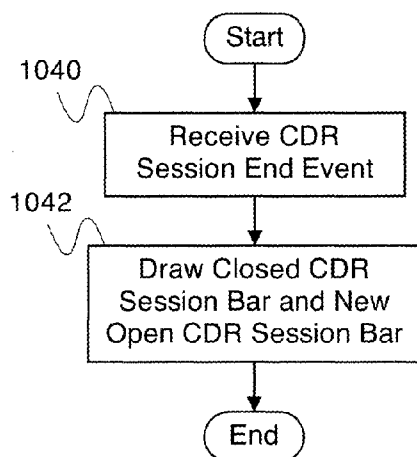 Start
1040
Receive CDR
Session End Event
1042
Draw Closed CDR
Session Bar and New
Open CDR Session Bar
End